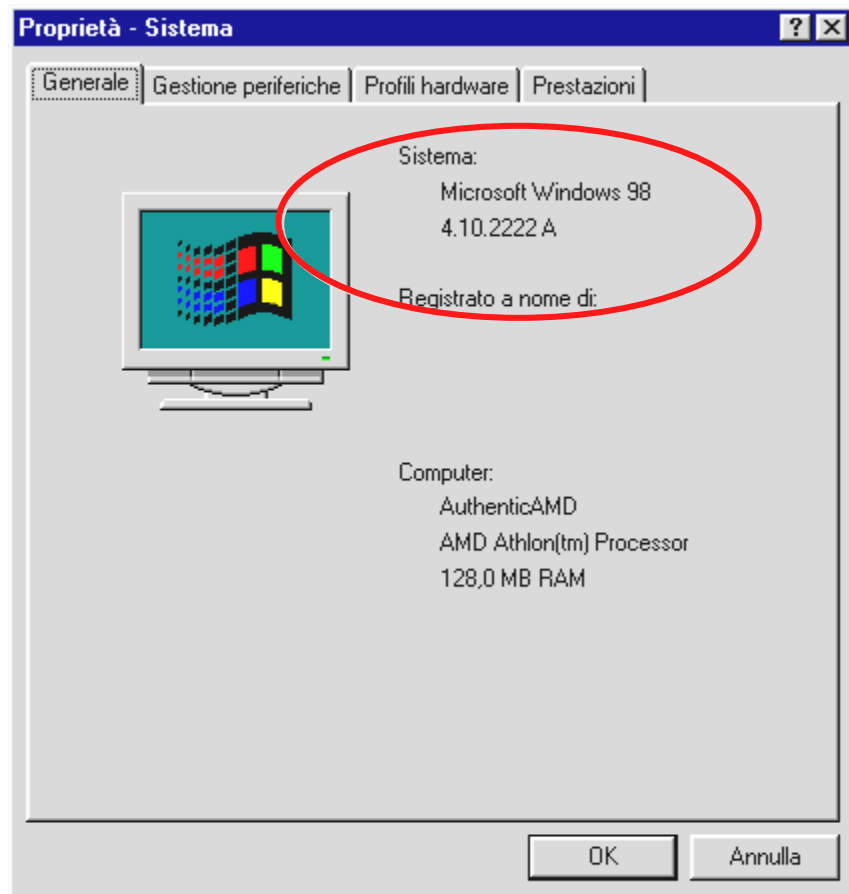 Proprietà - Sistema
Generale Gestione periferiche Profili hardware Prestazioni
Sistema:
Microsoft Windows 98
4.10.2222 A
Registrato a nome di:
Computer:
AuthenticAMD
AMD Athlon(tm) Processor
128,0 MB RAM
OK Annulla